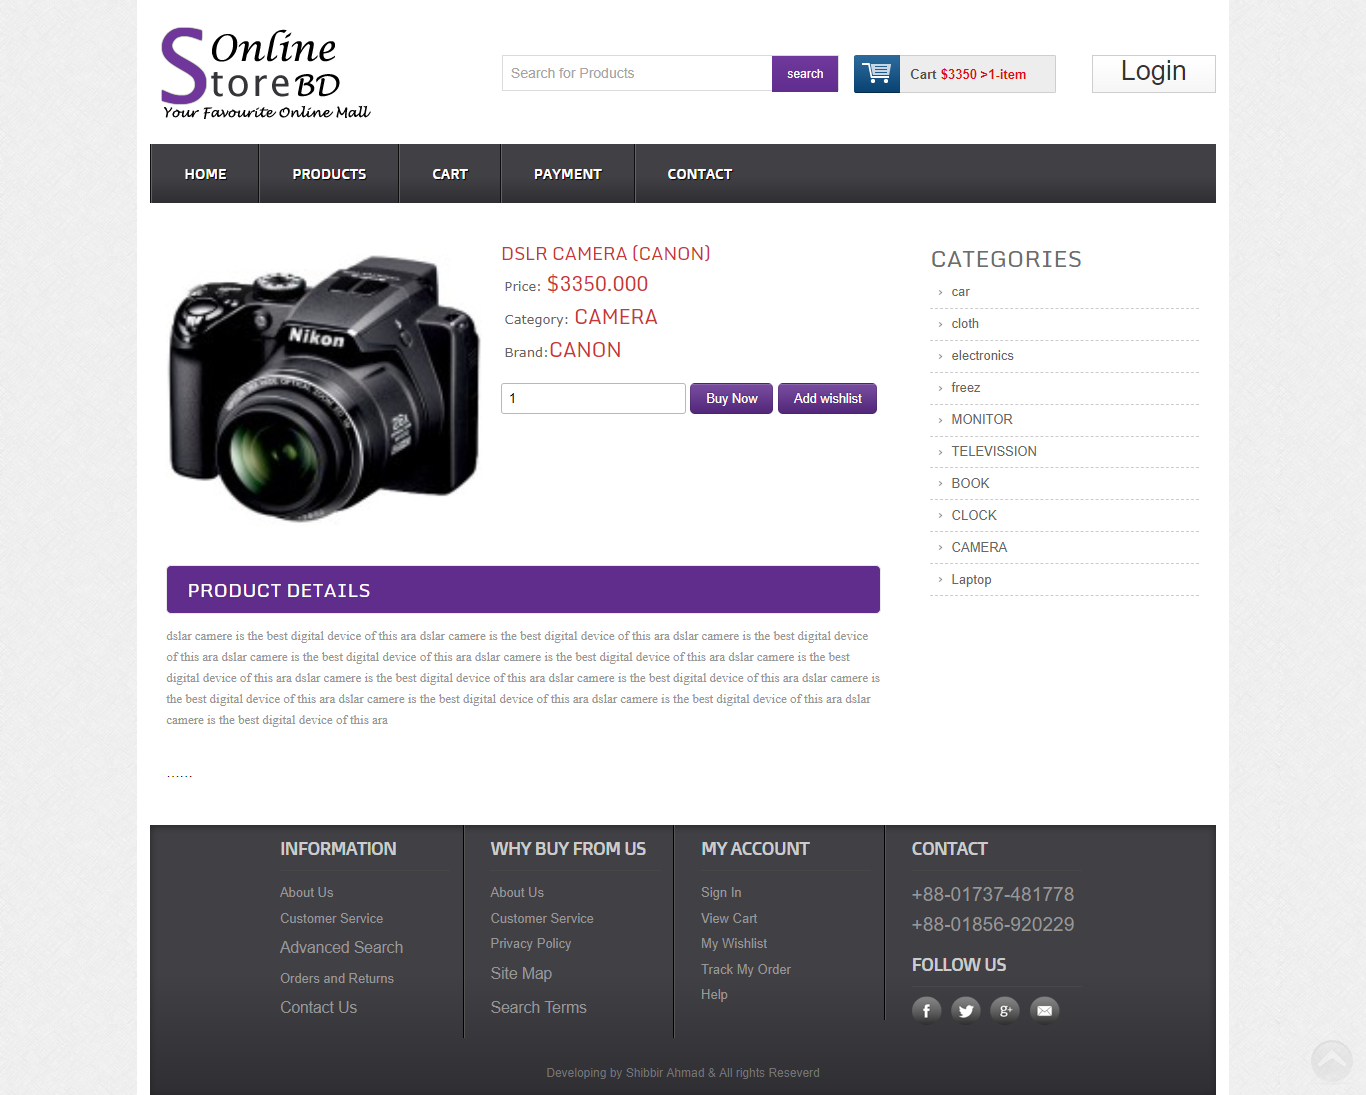 Online
Store BD
Your Favourite Online Mall
Search for Products
search
Cart $3350 >1-item
Login
HOME
PRODUCTS
CART
PAYMENT
CONTACT
Nikon
DSLR CAMERA (CANON)
Price: $3350.000
Category: CAMERA
Brand:CANON
1
Buy Now
Add wishlist
CATEGORIES
car
cloth
electronics
freez
MONITOR
TELEVISSION
BOOK
CLOCK
CAMERA
Laptop
PRODUCT DETAILS
dslar camere is the best digital device of this ara dslar camere is the best digital device of this ara dslar camere is the best digital device
of this ara dslar camere is the best digital device of this ara dslar camere is the best digital device of this ara dslar camere is the best
digital device of this ara dslar camere is the best digital device of this ara dslar camere is the best digital device of this ara dslar camere is
the best digital device of this ara dslar camere is the best digital device of this ara dslar camere is the best digital device of this ara dslar
camere is the best digital device of this ara
......
INFORMATION
About Us
Customer Service
Advanced Search
Orders and Returns
Contact Us
WHY BUY FROM US
About Us
Customer Service
Privacy Policy
Site Map
Search Terms
MY ACCOUNT
Sign In
View Cart
My Wishlist
Track My Order
Help
CONTACT
+88-01737-481778
+88-01856-920229
FOLLOW US
Developing by Shibbir Ahmad & All rights Reseverd